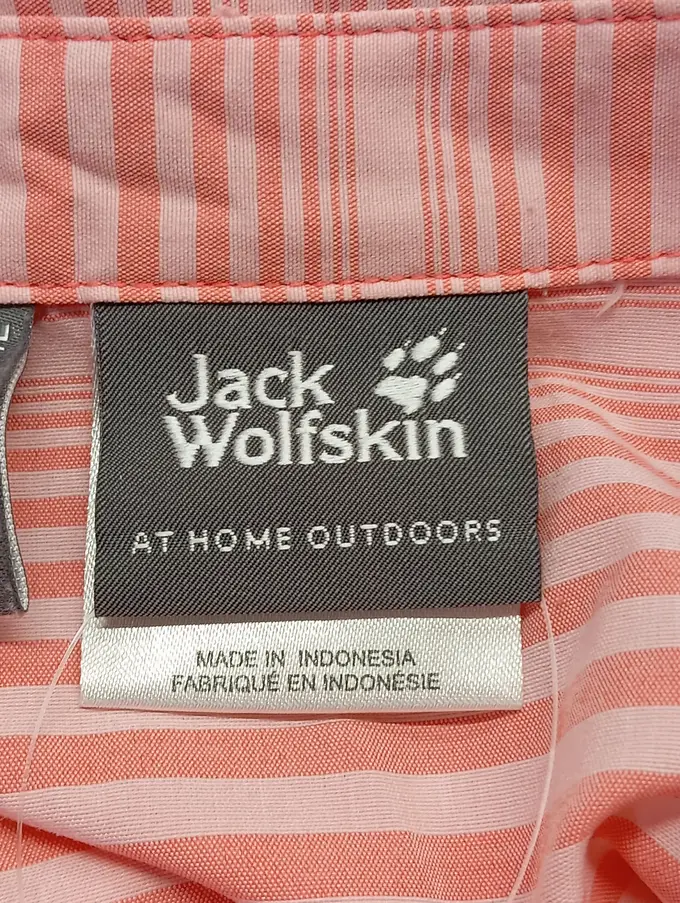 Jack
Wolfskin
AT HOME OUTDOORS
MADE IN INDONESIA
FABRIQUÉ EN INDONÉSIE